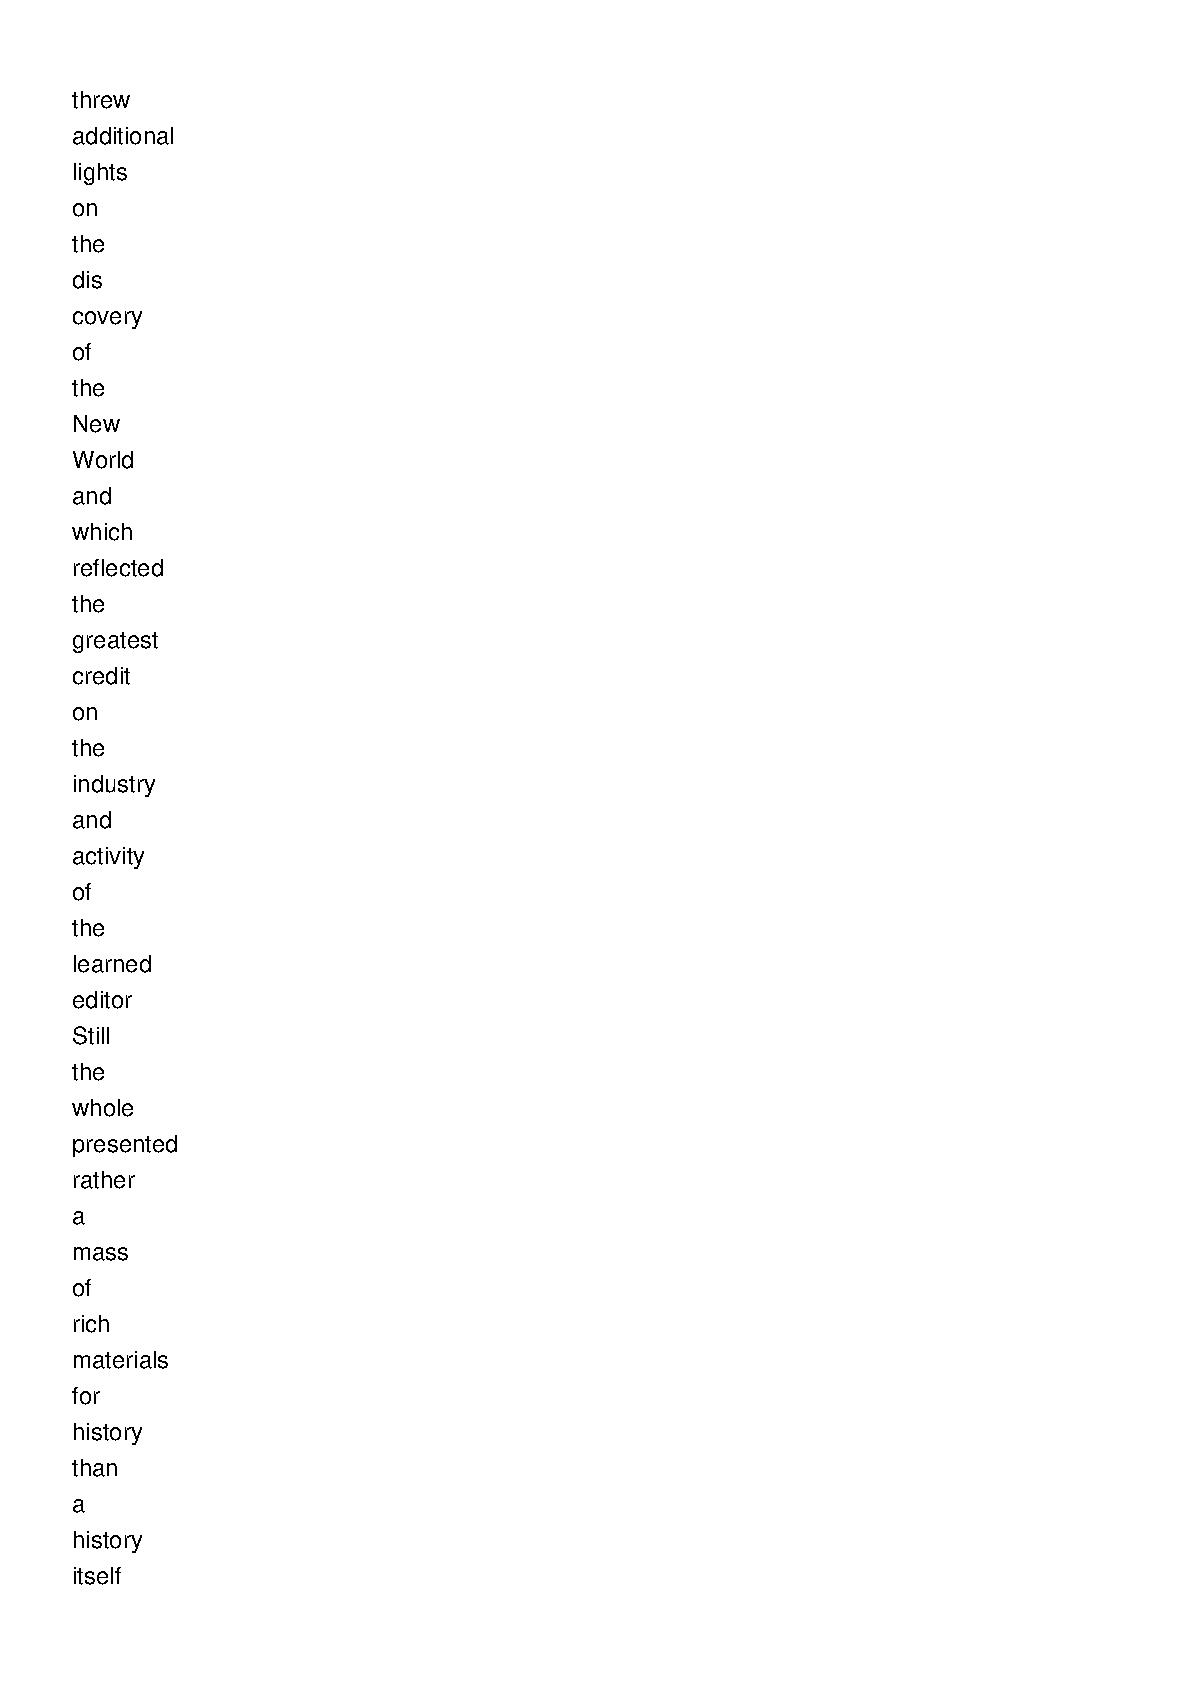 threw
additional
lights
on
the
dis
covery
of
the
New
World
and
which
reflected
the
greatest
credit
on
the
industry
and
activity
of
the
learned
editor
Still
the
whole
presented
rather
a
mass
of
rich
materials
for
history
than
a
history
itself